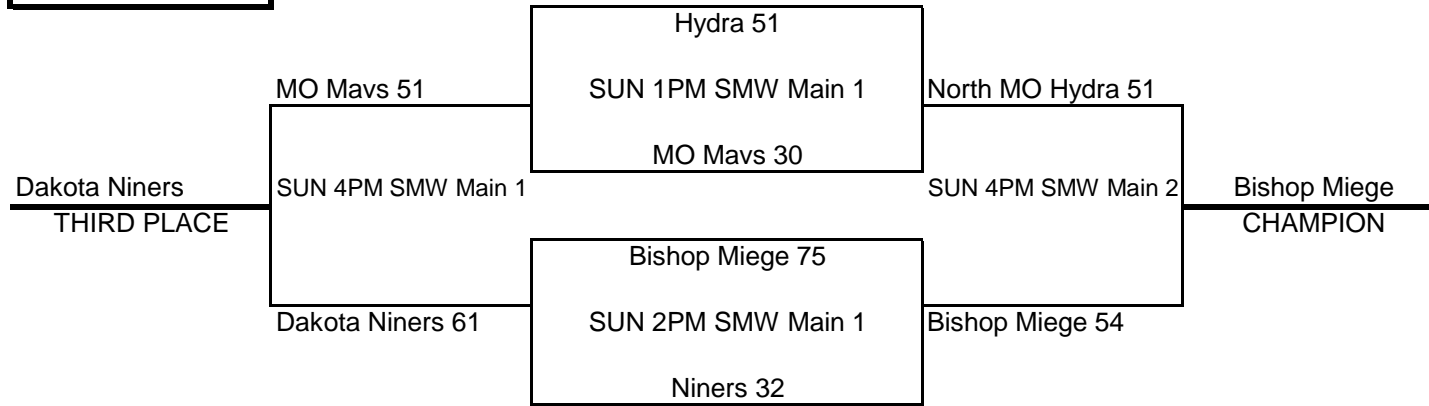 Hydra 51
MO Mavs 51
SUN 1PM SMW Main 1
North MO Hydra 51
MO Mavs 30
Dakota Niners
SUN 4PM SMW Main 1
SUN 4PM SMW Main 2
Bishop Miege
THIRD PLACE
CHAMPION
Bishop Miege 75
Dakota Niners 61
SUN 2PM SMW Main 1
Bishop Miege 54
Niners 32